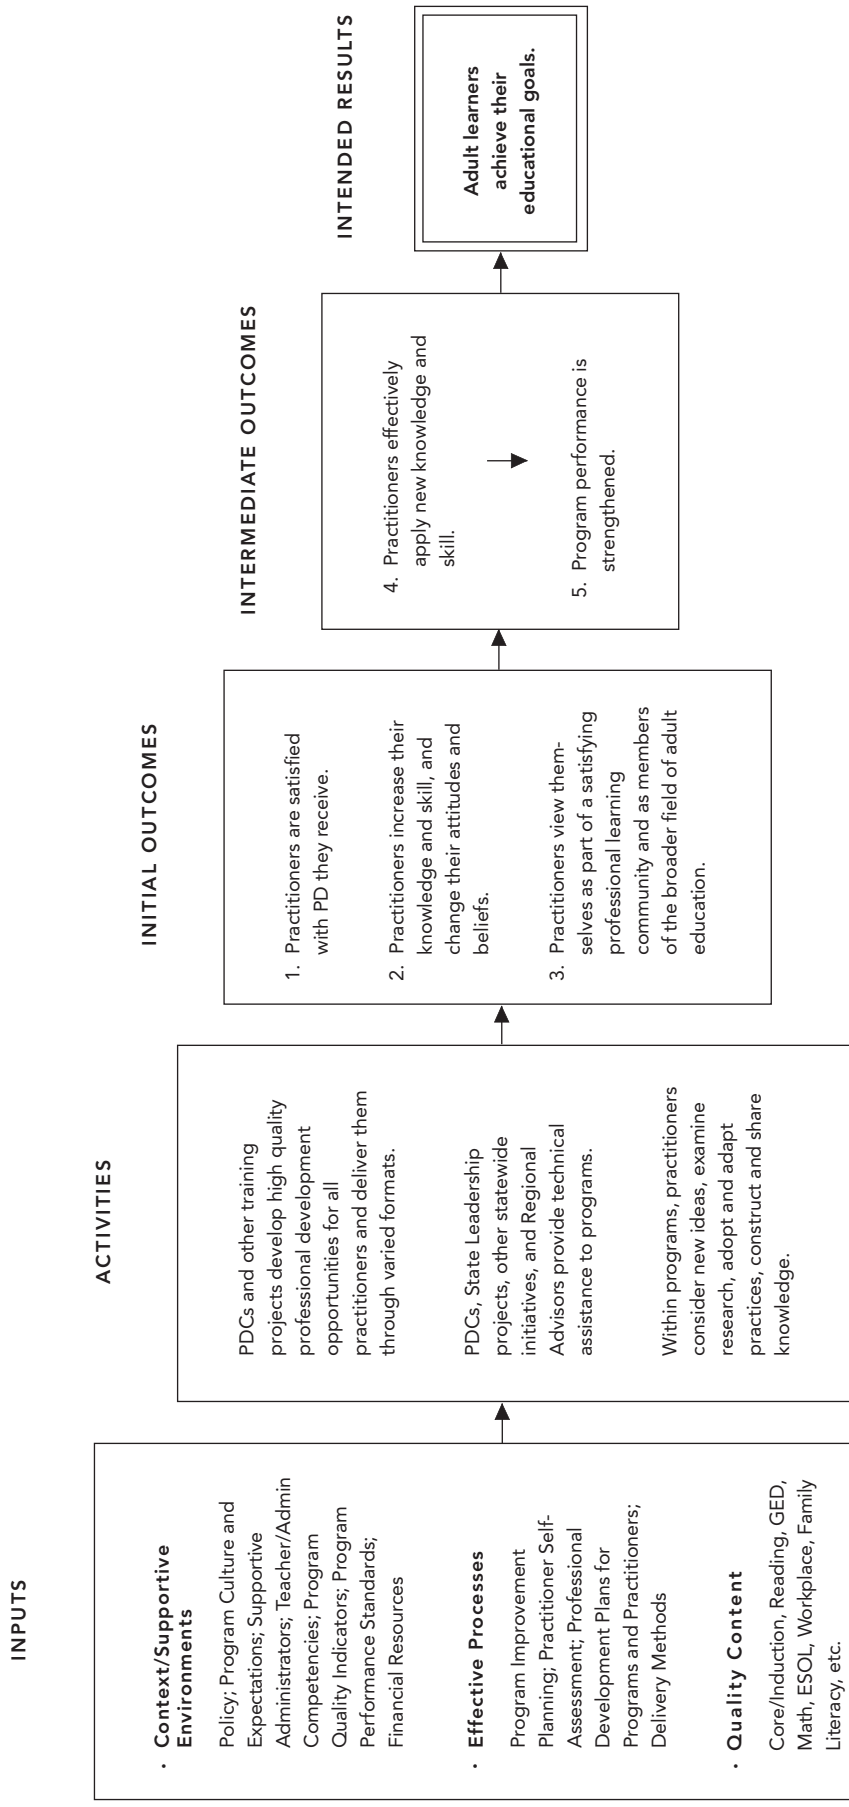 INPUTS
• Context/Supportive
Environments
Policy; Program Culture and
Expectations; Supportive
Administrators; Teacher/Admin
Competencies; Program
Quality Indicators; Program
Performance Standards;
Financial Resources
• Effective Processes
Program Improvement
Planning; Practitioner Self-
Assessment; Professional
Development Plans for
Programs and Practitioners;
Delivery Methods
• Quality Content
Core/Induction, Reading, GED,
Math, ESOL, Workplace, Family
Literacy, etc.
ACTIVITIES
PDCs and other training
projects develop high quality
professional development
opportunities for all
practitioners and deliver them
through varied formats.
PDCs, State Leadership
projects, other statewide
initiatives, and Regional
Advisors provide technical
assistance to programs.
Within programs, practitioners
consider new ideas, examine
research, adopt and adapt
practices, construct and share
knowledge.
INITIAL OUTCOMES
1. Practitioners are satisfied
with PD they receive.
2. Practitioners increase their
knowledge and skill, and
change their attitudes and
beliefs.
3. Practitioners view them-
selves as part of a satisfying
professional learning
community and as members
of the broader field of adult
education.
INTERMEDIATE OUTCOMES
4. Practitioners effectively
apply new knowledge and
skill.
5. Program performance is
strengthened.
INTENDED RESULTS
Adult learners
achieve their
educational goals.